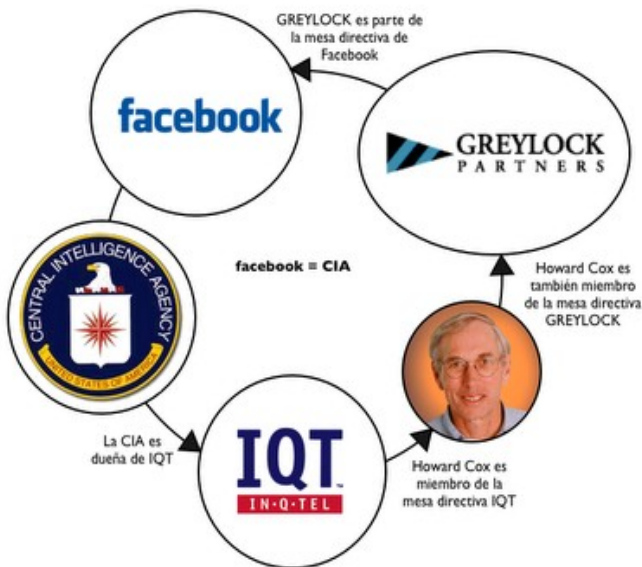 GREYLOCK es parte de
la mesa directiva de
Facebook
facebook
GREYLOCK
PARTNERS
CENTRAL INTELLIGENCE AGENCY
UNITED STATES OF AMERICA
facebook = CIA
Howard Cox es
también miembro
de la mesa directiva
GREYLOCK
La CIA es
dueña de IQT
IQT™
IN·Q·TEL
Howard Cox es
miembro de la
mesa directiva IQT